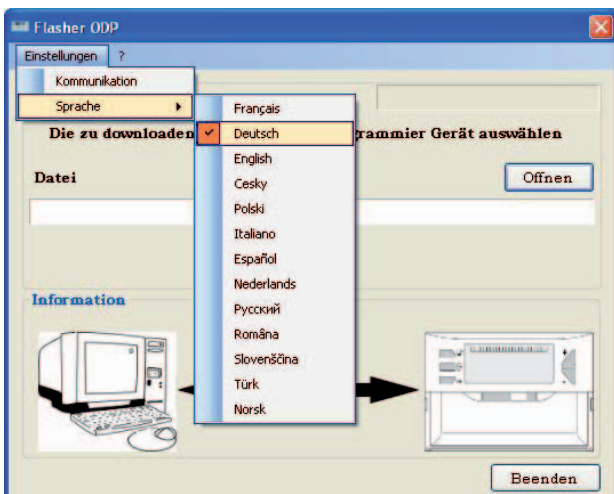 Flasher ODP
Einstellungen ?
Kommunikation
Sprache
Die zu downloaden
grammier Gerät auswählen
Datei
Offnen
Français
Deutsch
English
Cesky
Polski
Italiano
Español
Nederlands
Русский
Româna
Slovenščina
Türk
Norsk
Information
Beenden